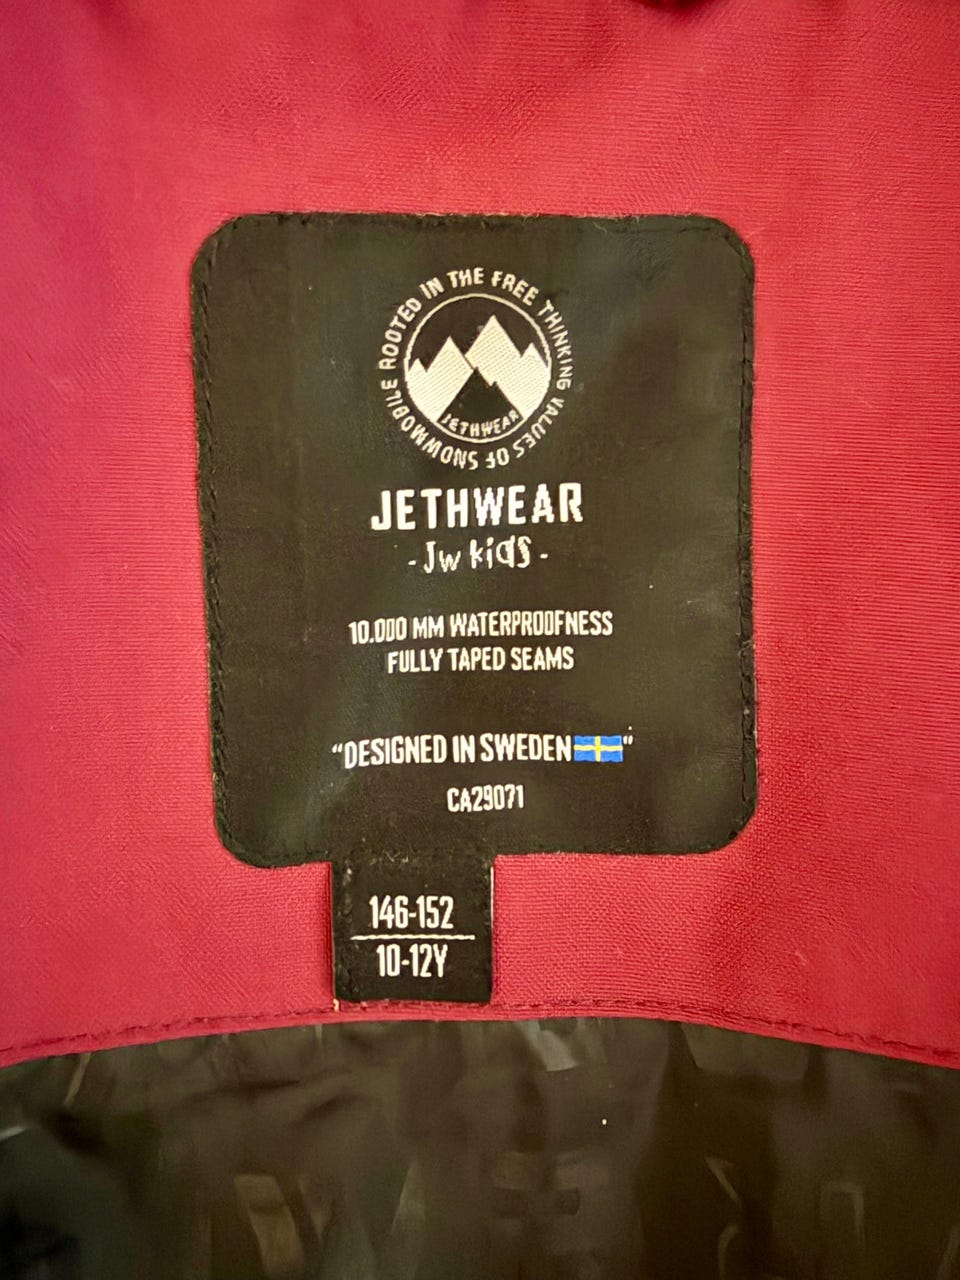 ROOTED IN THE FREE THINKING VALUES OF SNOWMOBILE
JETHWEAR
JETHWEAR
- Jw kids -
10.000 MM WATERPROOFNESS
FULLY TAPED SEAMS
“DESIGNED IN SWEDEN”
CA29071
146-152
10-12Y